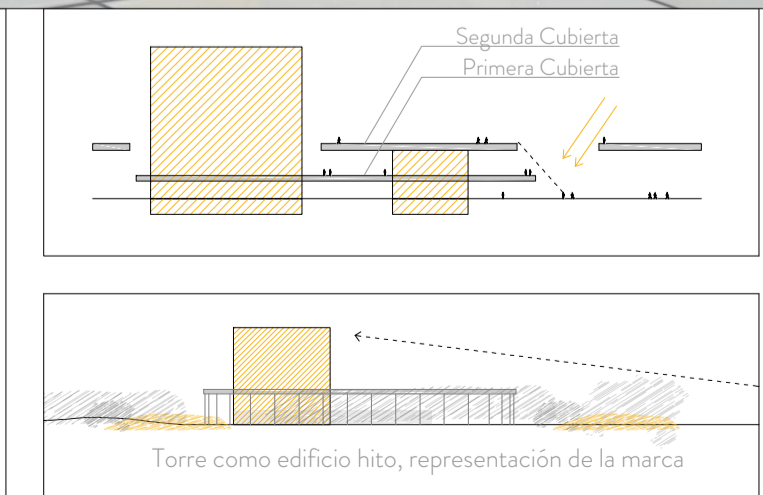 Segunda Cubierta
Primera Cubierta
Torre como edificio hito, representación de la marca